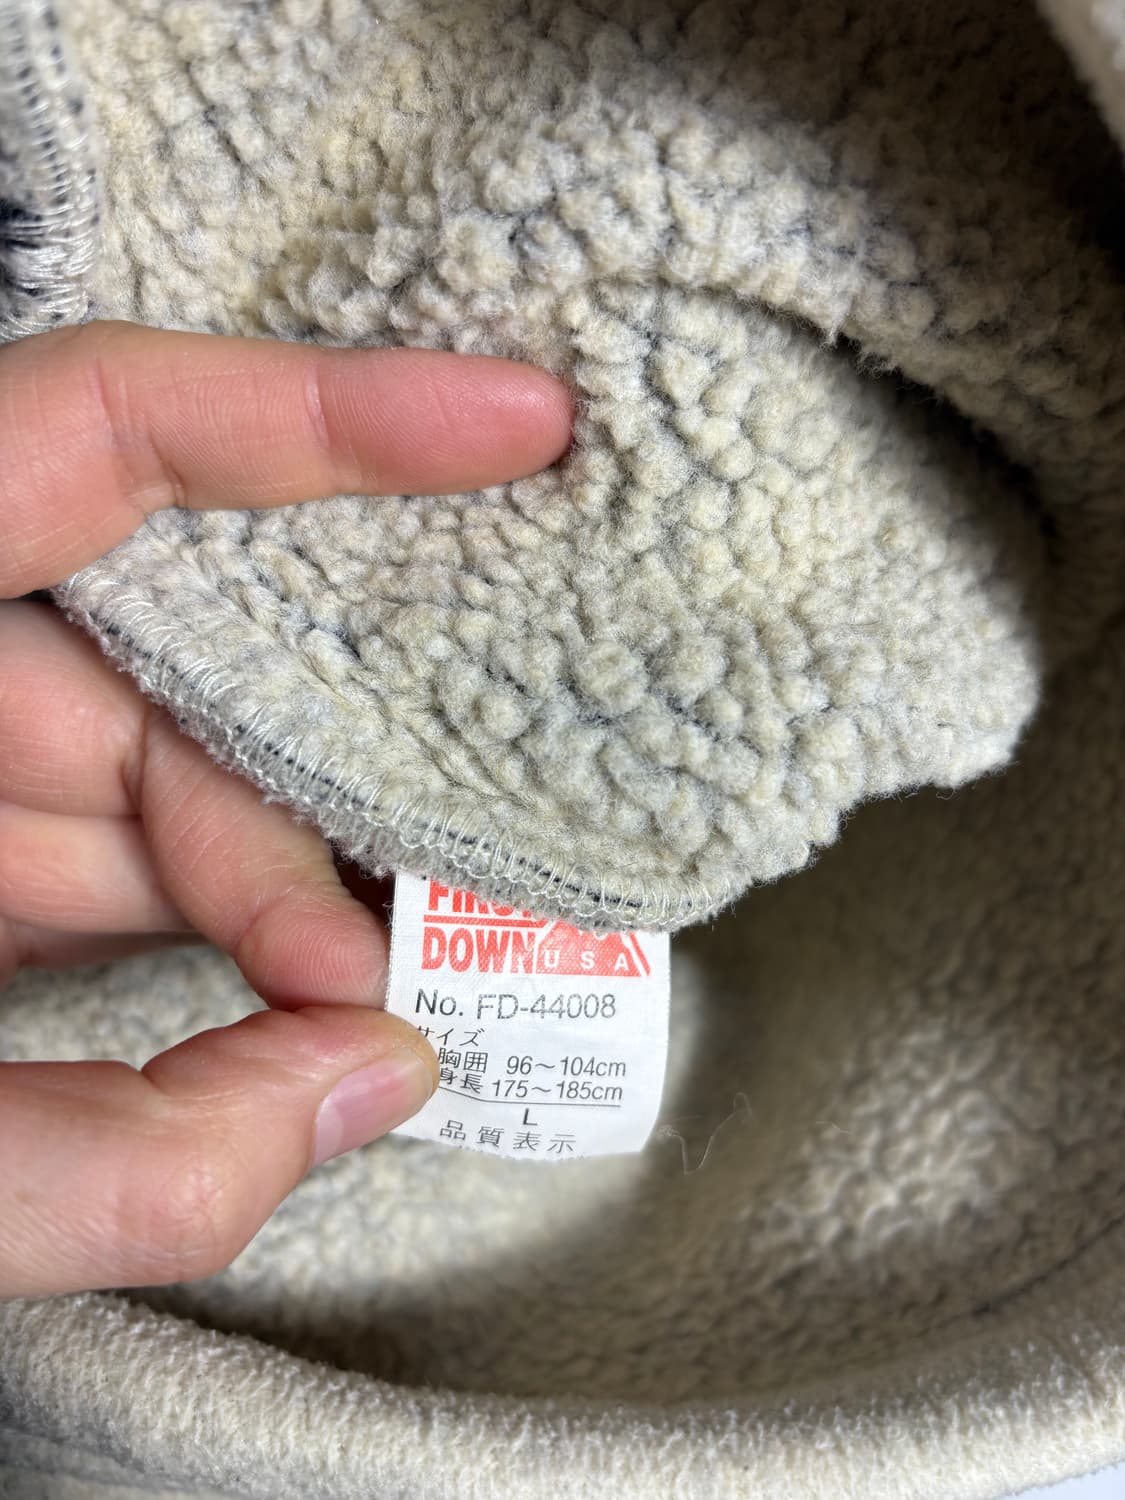 FIRST
DOWN USA
No. FD-44008
サイズ
胸囲 96～104cm
身長 175～185cm
L
品質表示